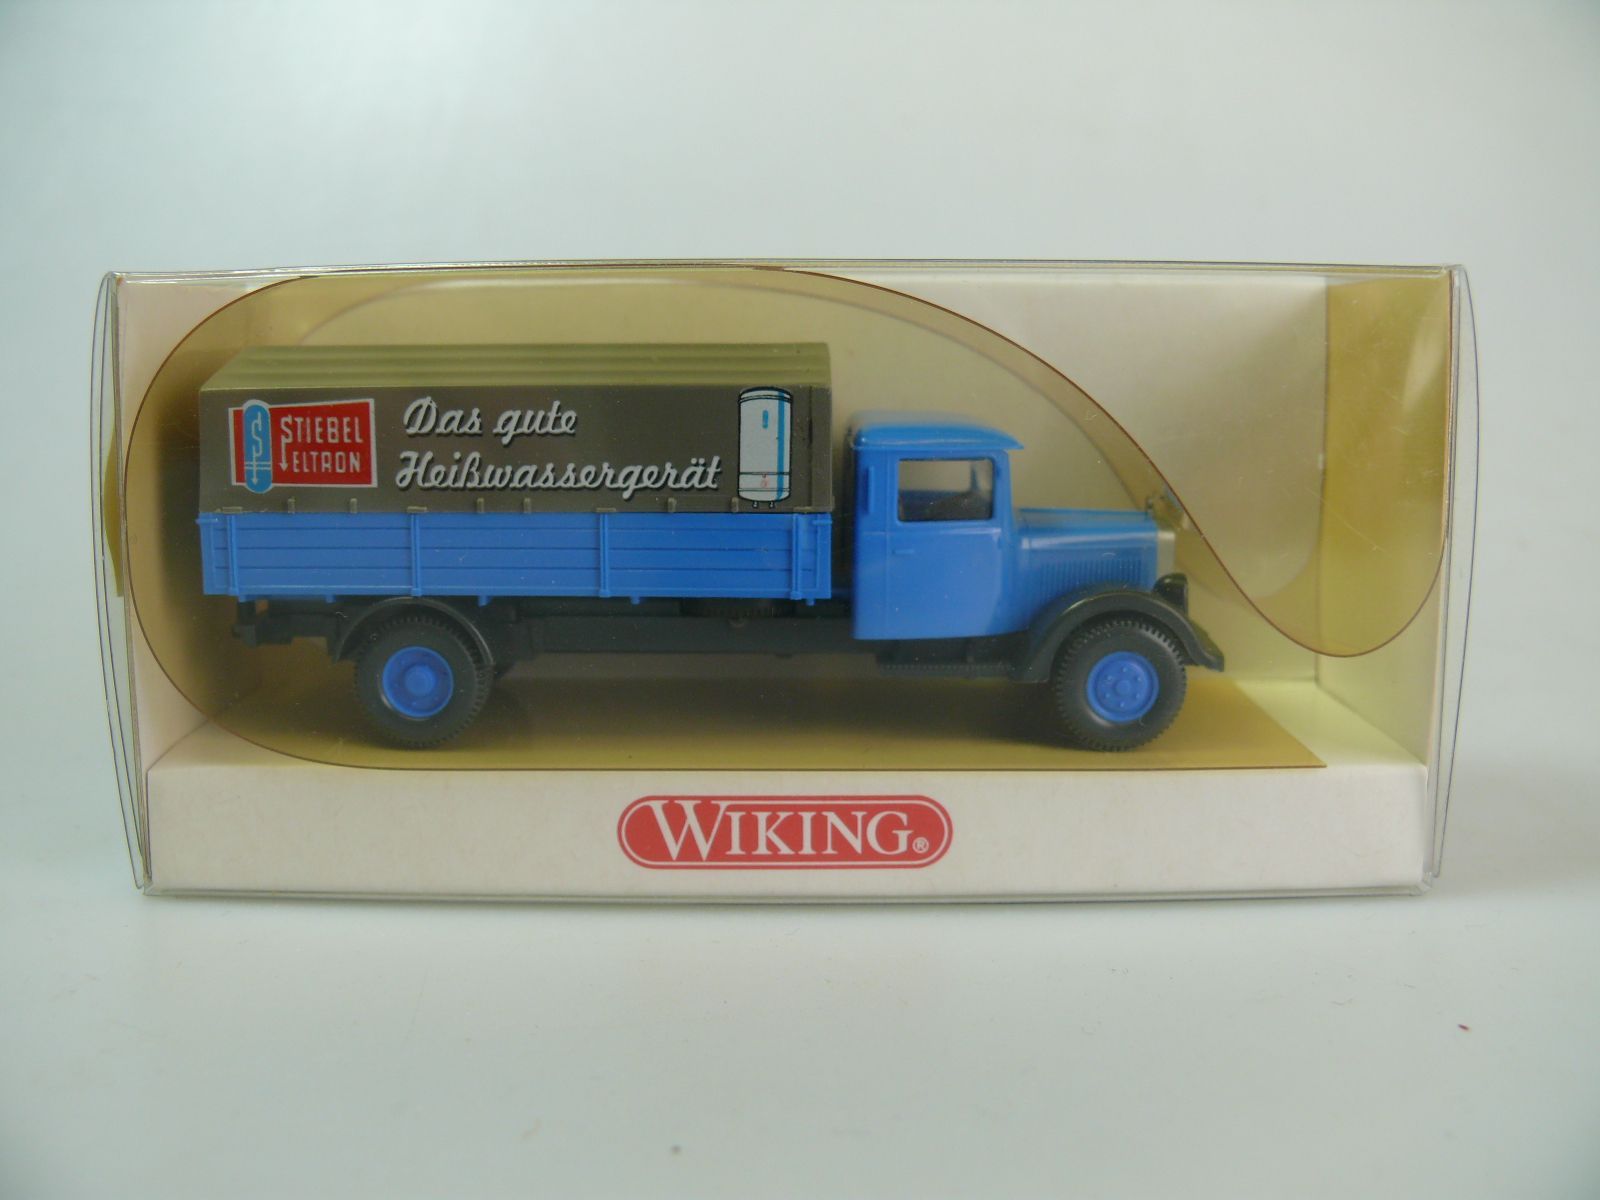 STIEBEL
ELTRON
Das gute
Heißwassergerät
WIKING®